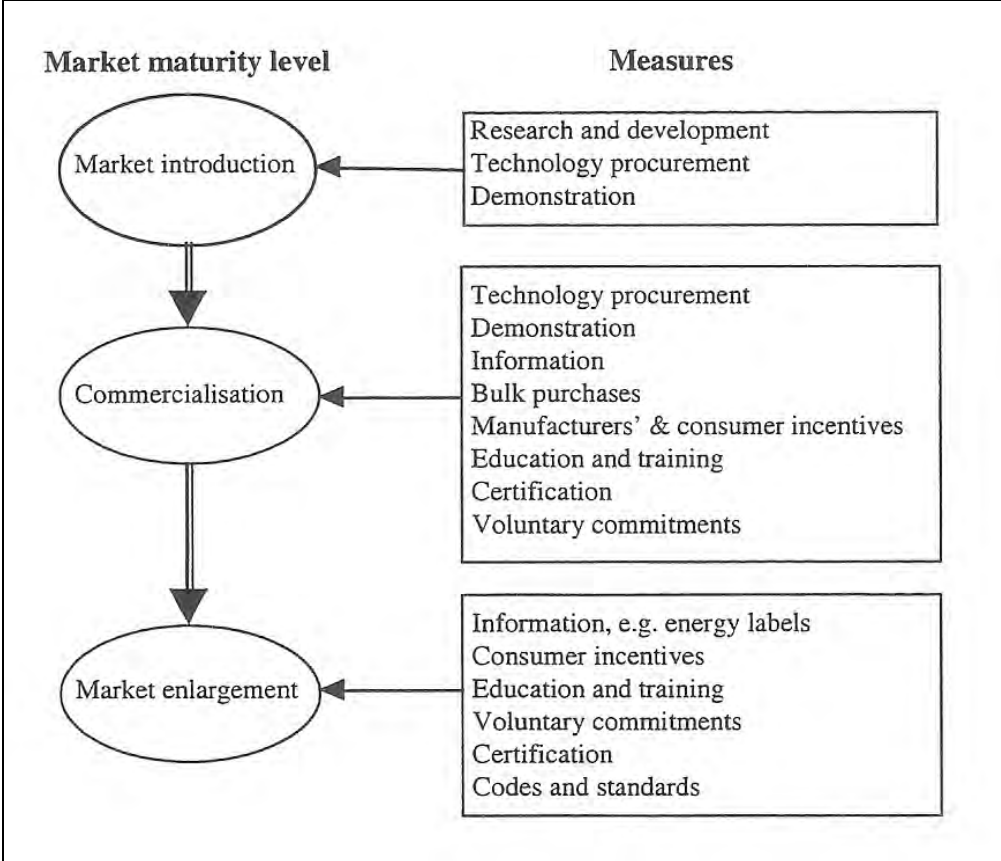 Market maturity level
Measures
Market introduction
Research and development
Technology procurement
Demonstration
Commercialisation
Technology procurement
Demonstration
Information
Bulk purchases
Manufacturers' & consumer incentives
Education and training
Certification
Voluntary commitments
Market enlargement
Information, e.g. energy labels
Consumer incentives
Education and training
Voluntary commitments
Certification
Codes and standards